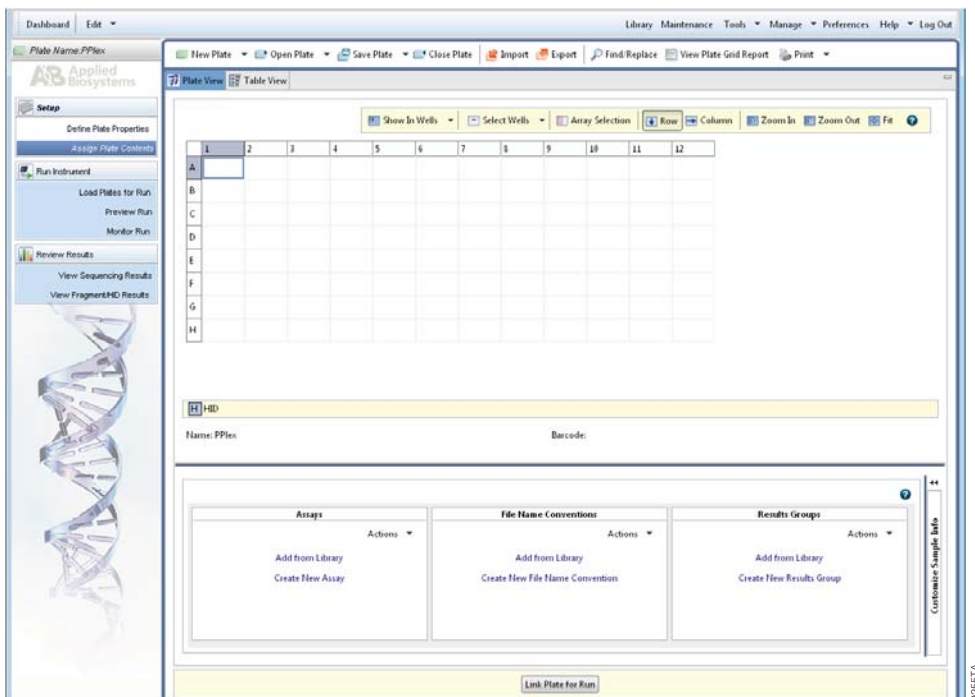 Dashboard Edit
Library Maintenance Tools Manage Preferences Help Log Out
Plate Name:PPlex
New Plate Open Plate Save Plate Close Plate Import Export Find/Replace View Plate Grid Report Print
AB Applied Biosystems
Plate View Table View
Setup
Define Plate Properties
Assign Plate Contents
Show In Wells Select Wells Array Selection Row Column Zoom In Zoom Out Fit
1 2 3 4 5 6 7 8 9 10 11 12
A
B
C
D
E
F
G
H
Run Instrument
Load Plates for Run
Preview Run
Monitor Run
Review Results
View Sequencing Results
View Fragment/HID Results
H HID
Name: PPlex Barcode:
Assays
Actions
Add from Library
Create New Assay
File Name Conventions
Actions
Add from Library
Create New File Name Convention
Results Groups
Actions
Add from Library
Create New Results Group
Customize Sample Info
Link Plate for Run